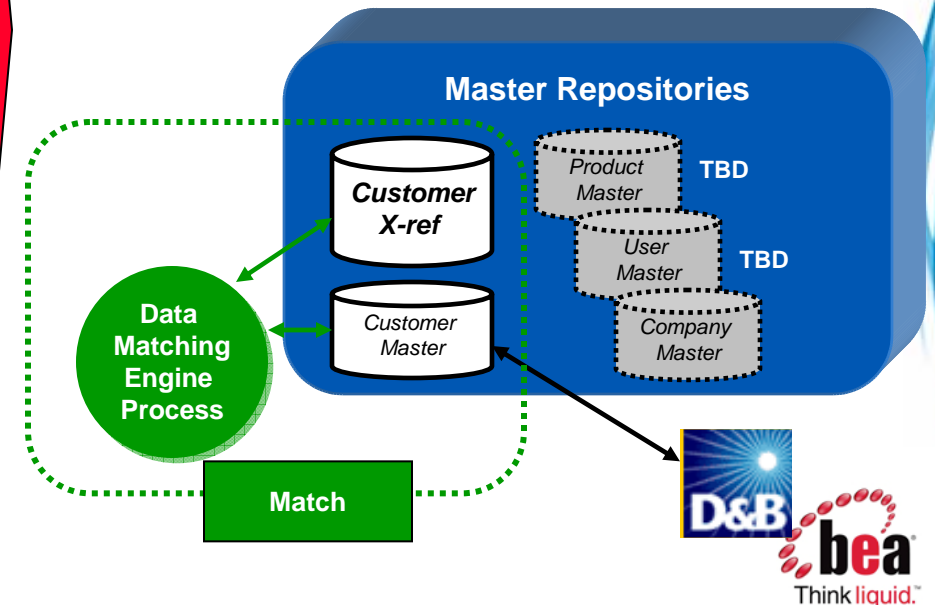 Master Repositories
Customer
X-ref
Product
Master
TBD
User
Master
TBD
Customer
Master
Company
Master
Data
Matching
Engine
Process
Match
D&B
bea
Think liquid.™